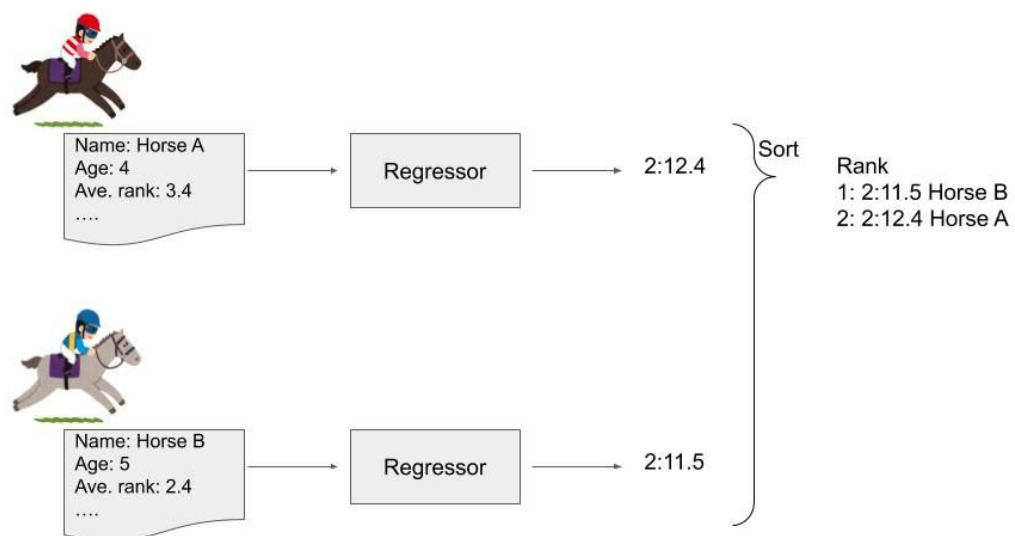 Name: Horse A
Age: 4
Ave. rank: 3.4
....
Regressor
2:12.4
Sort
Rank
1: 2:11.5 Horse B
2: 2:12.4 Horse A
Name: Horse B
Age: 5
Ave. rank: 2.4
....
Regressor
2:11.5